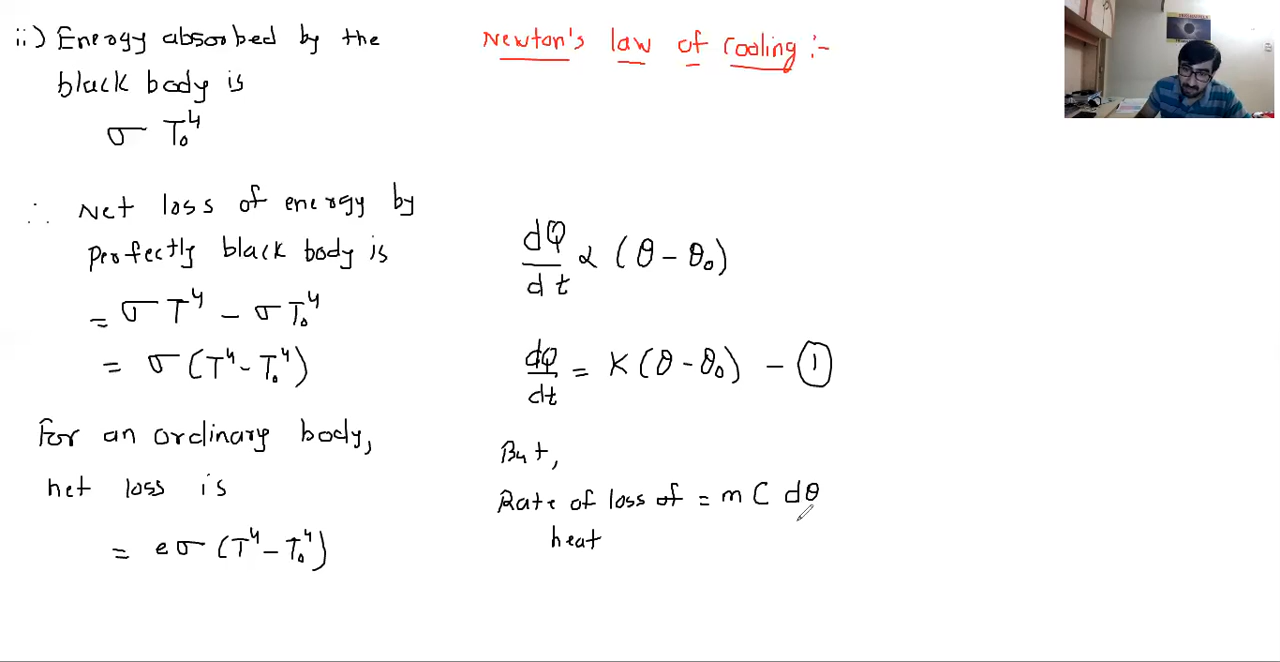 ii) Energy absorbed by the
black body is
σ T₀⁴
∴ Net loss of energy by
perfectly black body is
= σ T⁴ - σ T₀⁴
= σ (T⁴ - T₀⁴)
For an ordinary body,
net loss is
= e σ (T⁴ - T₀⁴)
Newton's law of cooling :-
dQ/dt ∝ (θ - θ₀)
dQ/dt = K (θ - θ₀) - ①
But,
Rate of loss of = m C dθ
heat